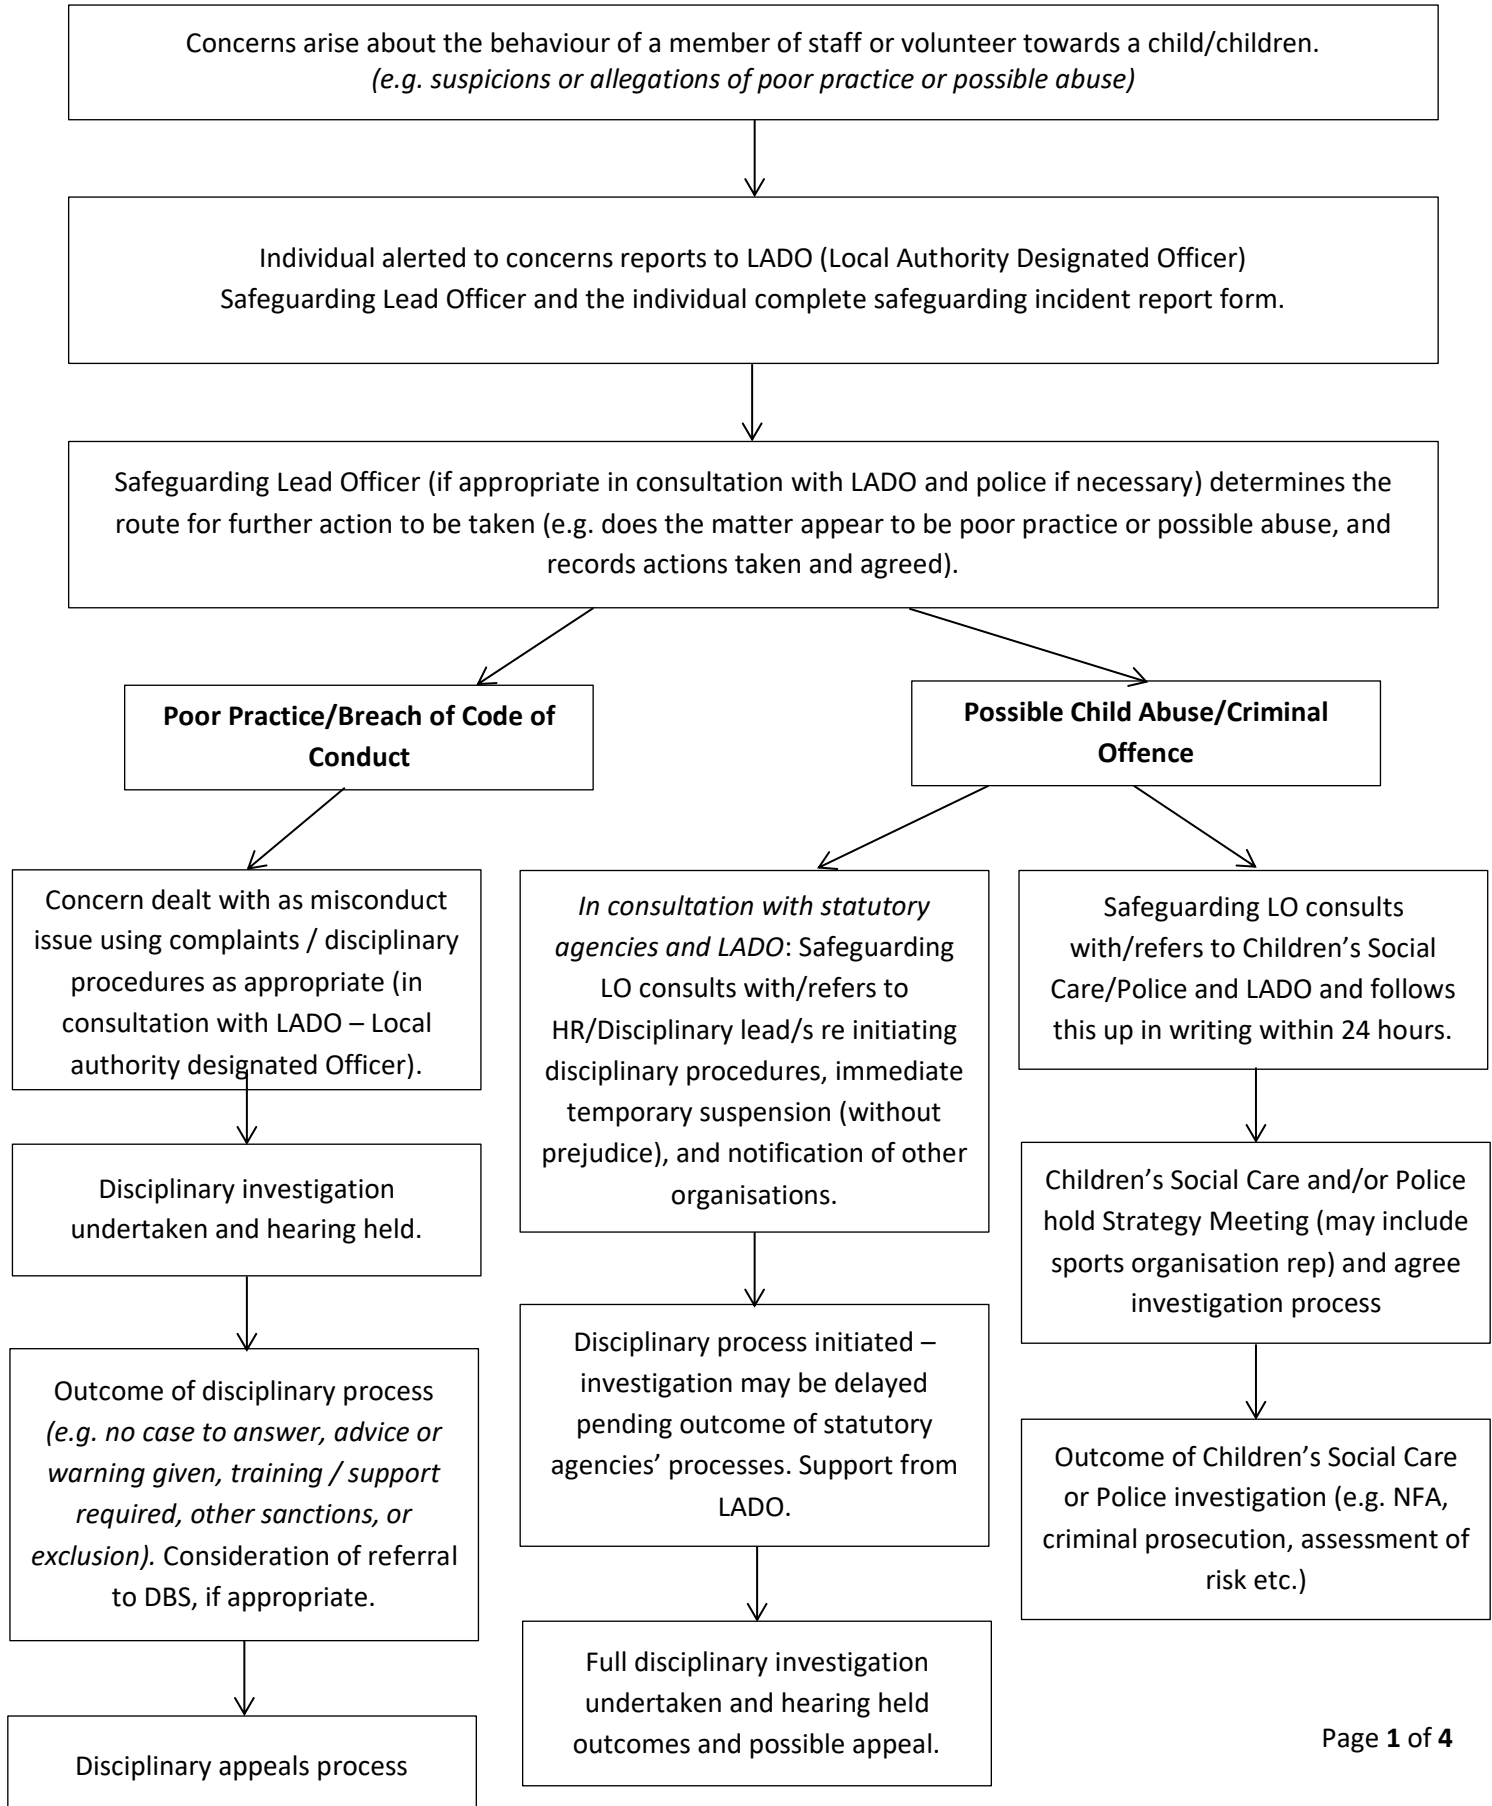 Concerns arise about the behaviour of a member of staff or volunteer towards a child/children.
(e.g. suspicions or allegations of poor practice or possible abuse)
Individual alerted to concerns reports to LADO (Local Authority Designated Officer)
Safeguarding Lead Officer and the individual complete safeguarding incident report form.
Safeguarding Lead Officer (if appropriate in consultation with LADO and police if necessary) determines the
route for further action to be taken (e.g. does the matter appear to be poor practice or possible abuse, and
records actions taken and agreed).
Poor Practice/Breach of Code of
Conduct
Possible Child Abuse/Criminal
Offence
Concern dealt with as misconduct
issue using complaints / disciplinary
procedures as appropriate (in
consultation with LADO – Local
authority designated Officer).
Disciplinary investigation
undertaken and hearing held.
Outcome of disciplinary process
(e.g. no case to answer, advice or
warning given, training / support
required, other sanctions, or
exclusion). Consideration of referral
to DBS, if appropriate.
Disciplinary appeals process
In consultation with statutory
agencies and LADO: Safeguarding
LO consults with/refers to
HR/Disciplinary lead/s re initiating
disciplinary procedures, immediate
temporary suspension (without
prejudice), and notification of other
organisations.
Disciplinary process initiated –
investigation may be delayed
pending outcome of statutory
agencies’ processes. Support from
LADO.
Full disciplinary investigation
undertaken and hearing held
outcomes and possible appeal.
Safeguarding LO consults
with/refers to Children’s Social
Care/Police and LADO and follows
this up in writing within 24 hours.
Children’s Social Care and/or Police
hold Strategy Meeting (may include
sports organisation rep) and agree
investigation process
Outcome of Children’s Social Care
or Police investigation (e.g. NFA,
criminal prosecution, assessment of
risk etc.)
Page 1 of 4